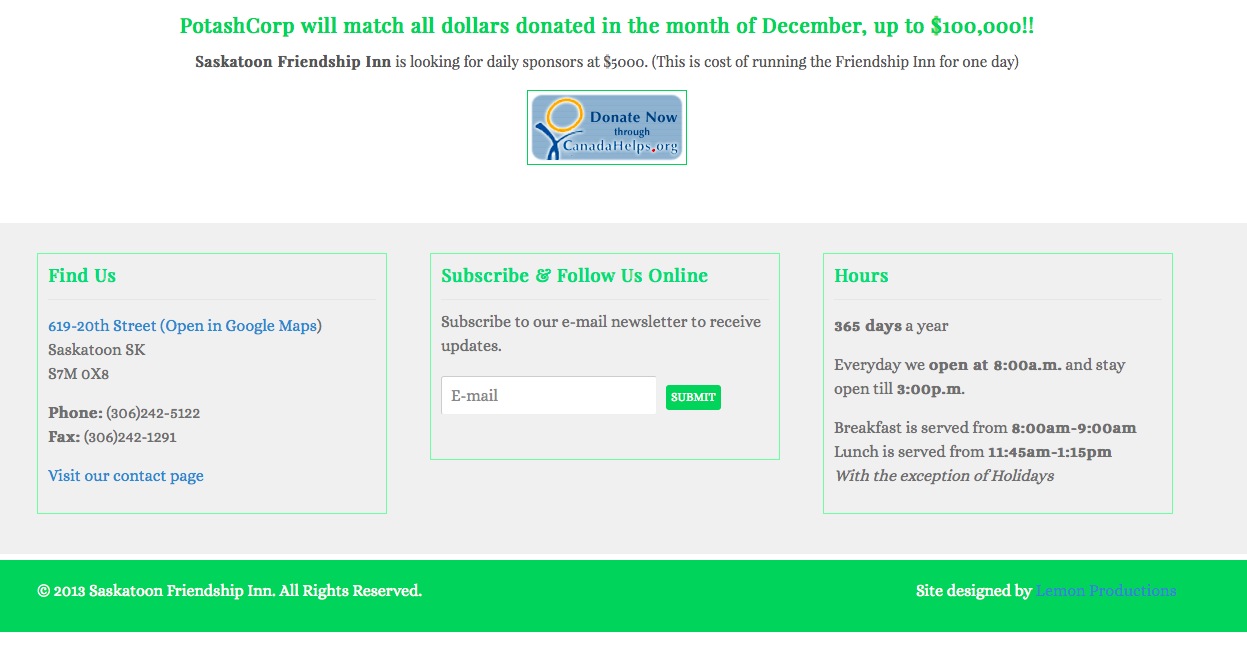 PotashCorp will match all dollars donated in the month of December, up to $100,000!!
Saskatoon Friendship Inn is looking for daily sponsors at $5000. (This is cost of running the Friendship Inn for one day)
Donate Now
through
CanadaHelps.org
Find Us
619-20th Street (Open in Google Maps)
Saskatoon SK
S7M 0X8
Phone: (306)242-5122
Fax: (306)242-1291
Visit our contact page
Subscribe & Follow Us Online
Subscribe to our e-mail newsletter to receive
updates.
E-mail
SUBMIT
Hours
365 days a year
Everyday we open at 8:00a.m. and stay
open till 3:00p.m.
Breakfast is served from 8:00am-9:00am
Lunch is served from 11:45am-1:15pm
With the exception of Holidays
© 2013 Saskatoon Friendship Inn. All Rights Reserved.
Site designed by Lemon Productions